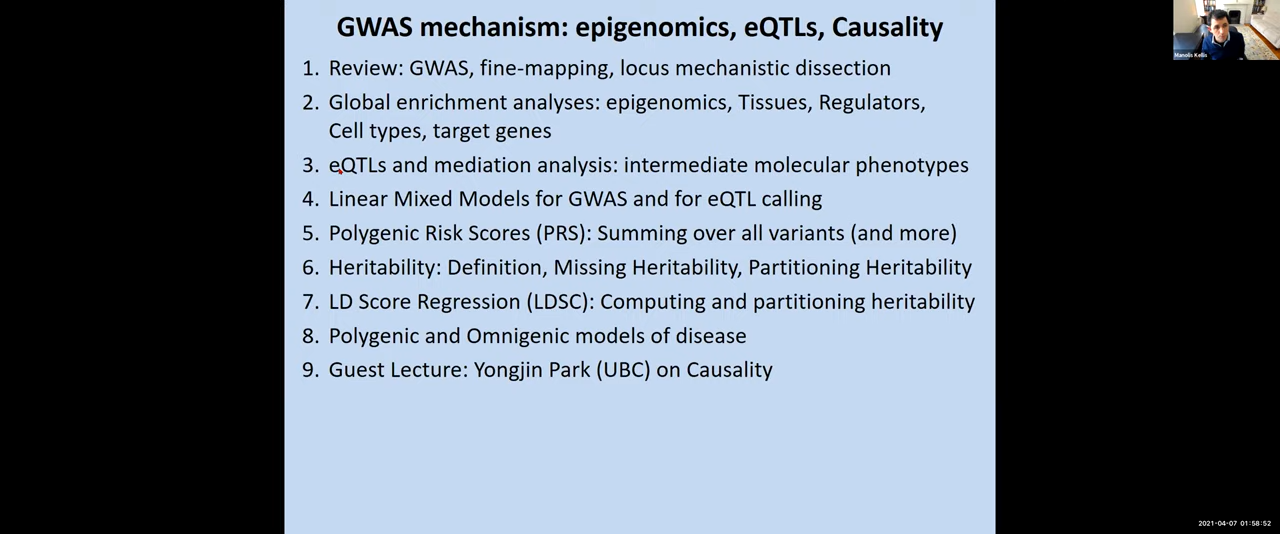 GWAS mechanism: epigenomics, eQTLs, Causality
1. Review: GWAS, fine-mapping, locus mechanistic dissection
2. Global enrichment analyses: epigenomics, Tissues, Regulators,
Cell types, target genes
3. eQTLs and mediation analysis: intermediate molecular phenotypes
4. Linear Mixed Models for GWAS and for eQTL calling
5. Polygenic Risk Scores (PRS): Summing over all variants (and more)
6. Heritability: Definition, Missing Heritability, Partitioning Heritability
7. LD Score Regression (LDSC): Computing and partitioning heritability
8. Polygenic and Omnigenic models of disease
9. Guest Lecture: Yongjin Park (UBC) on Causality
Manolis Kellis
2021-04-07 01:58:52